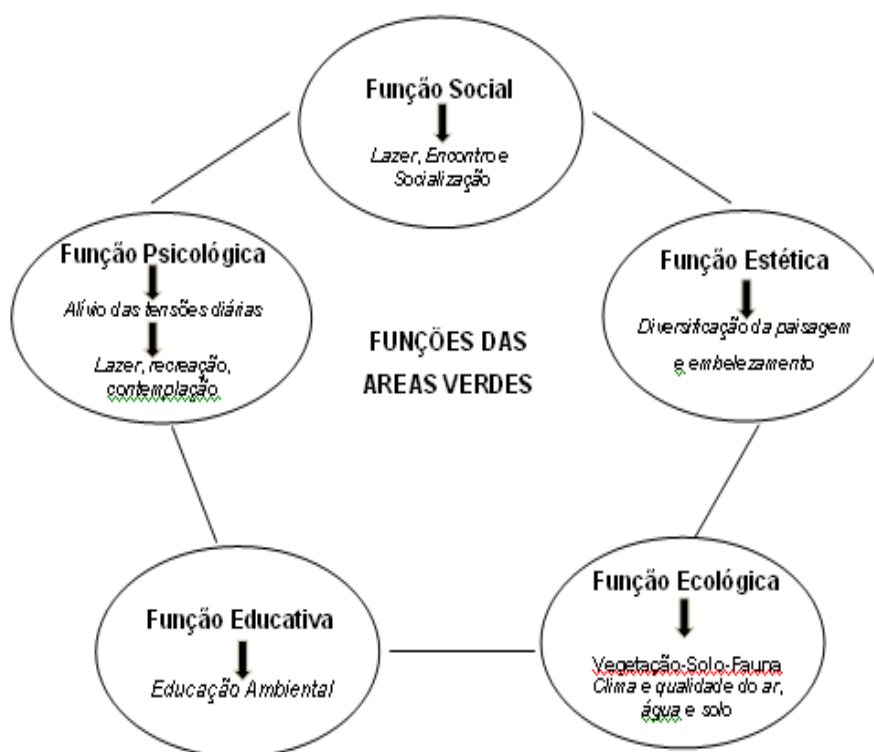 Função Social
Lazer, Encontro e
Socialização
Função Psicológica
Alívio das tensões diárias
Lazer, recreação,
contemplação
Função Estética
Diversificação da paisagem
e embelezamento
FUNÇÕES DAS
AREAS VERDES
Função Educativa
Educação Ambiental
Função Ecológica
Vegetação-Solo-Fauna
Clima e qualidade do ar,
água e solo